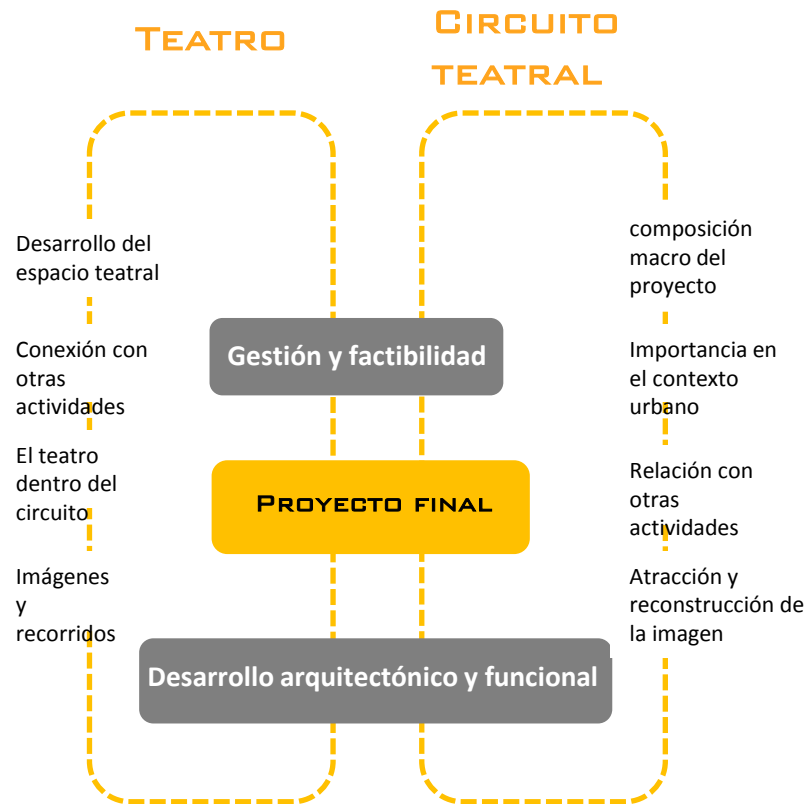 TEATRO
CIRCUITO
TEATRAL
Desarrollo del
espacio teatral
Conexión con
otras
actividades
El teatro
dentro del
circuito
Imágenes
y
recorridos
Gestión y factibilidad
PROYECTO FINAL
Desarrollo arquitectónico y funcional
composición
macro del
proyecto
Importancia en
el contexto
urbano
Relación con
otras
actividades
Atracción y
reconstrucción de
la imagen